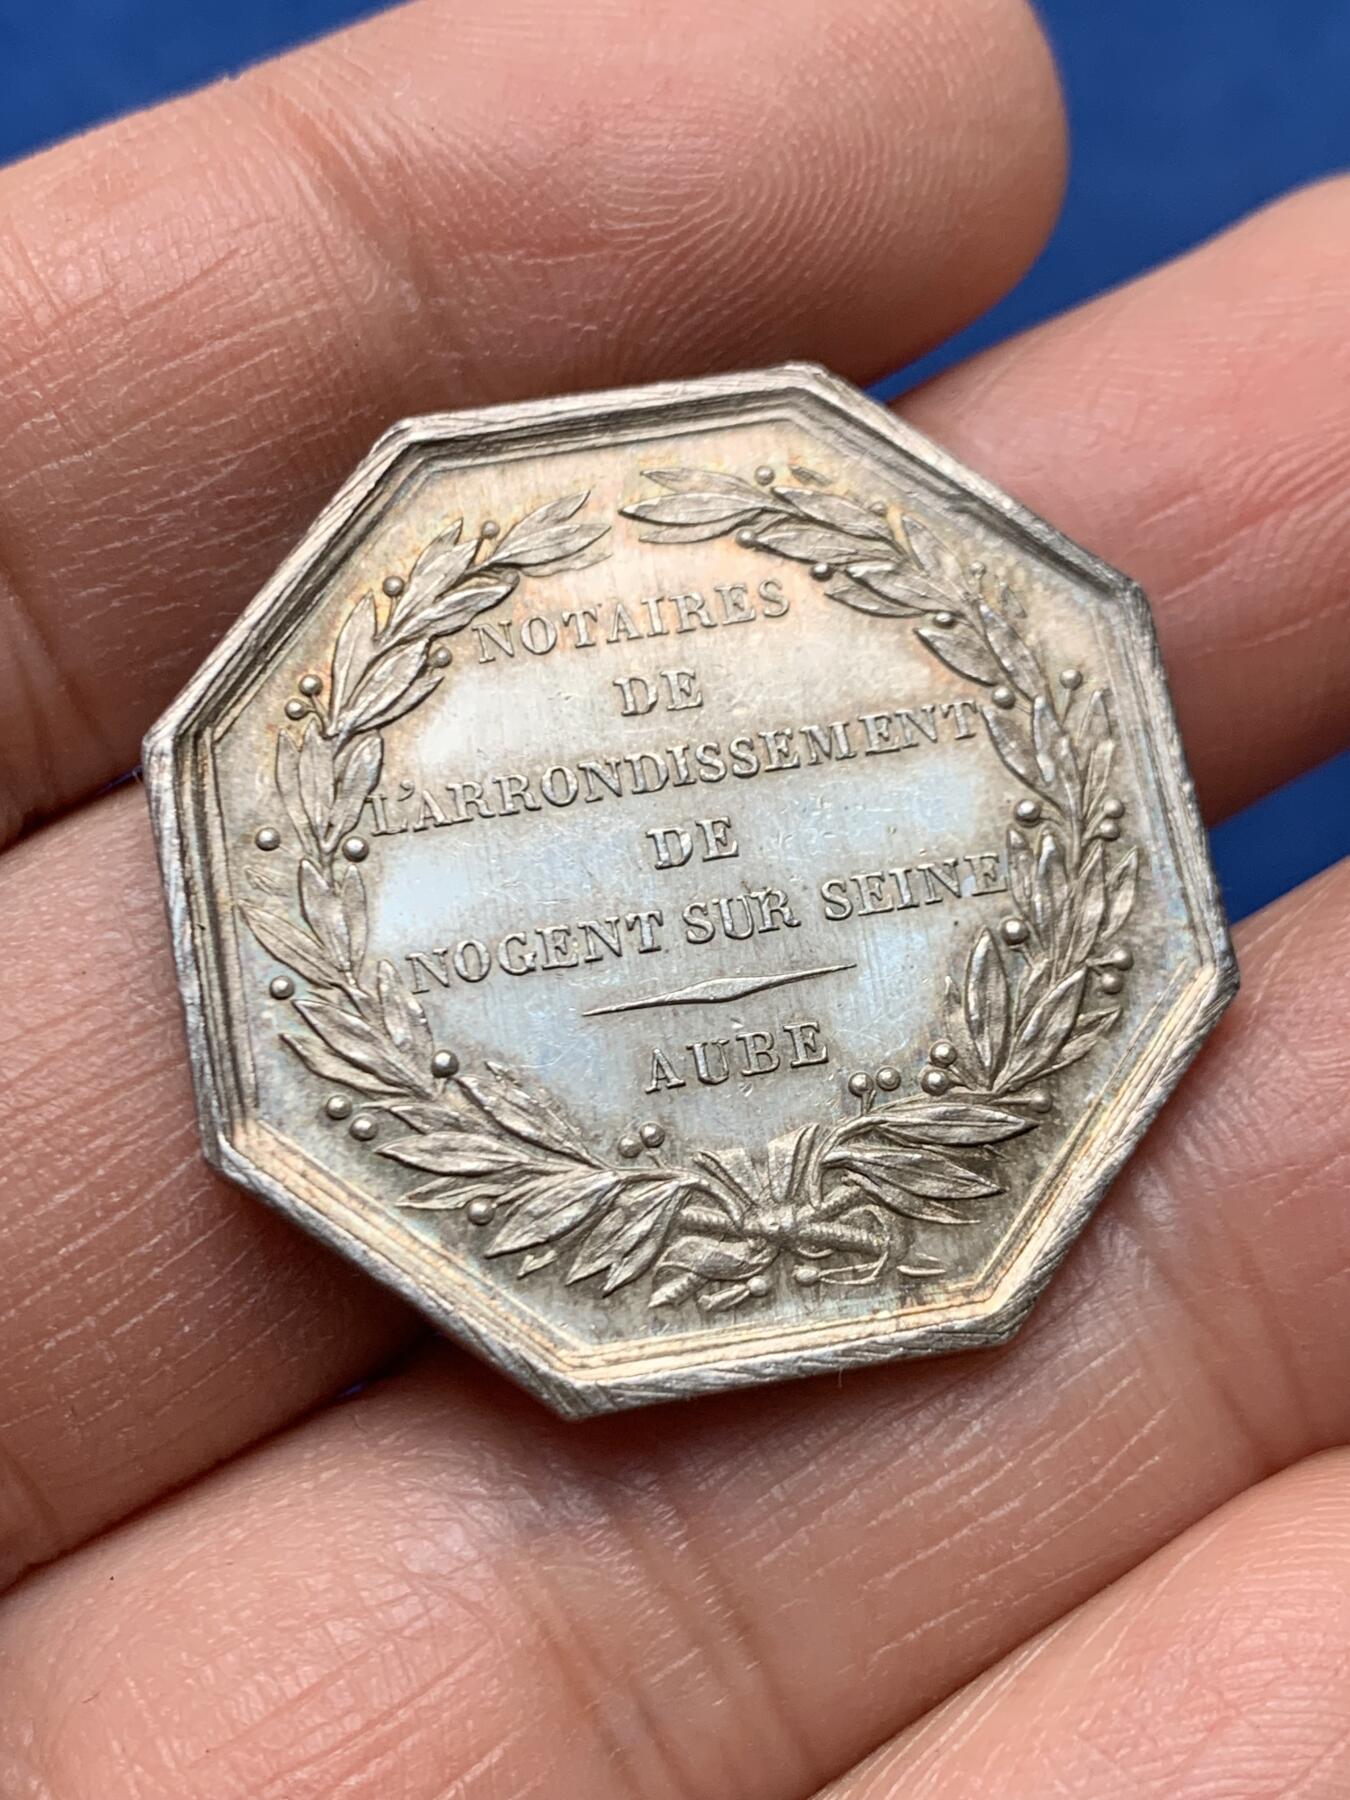 NOTAIRES
DE
L'ARRONDISSEMENT
DE
NOGENT SUR SEINE
AUBE